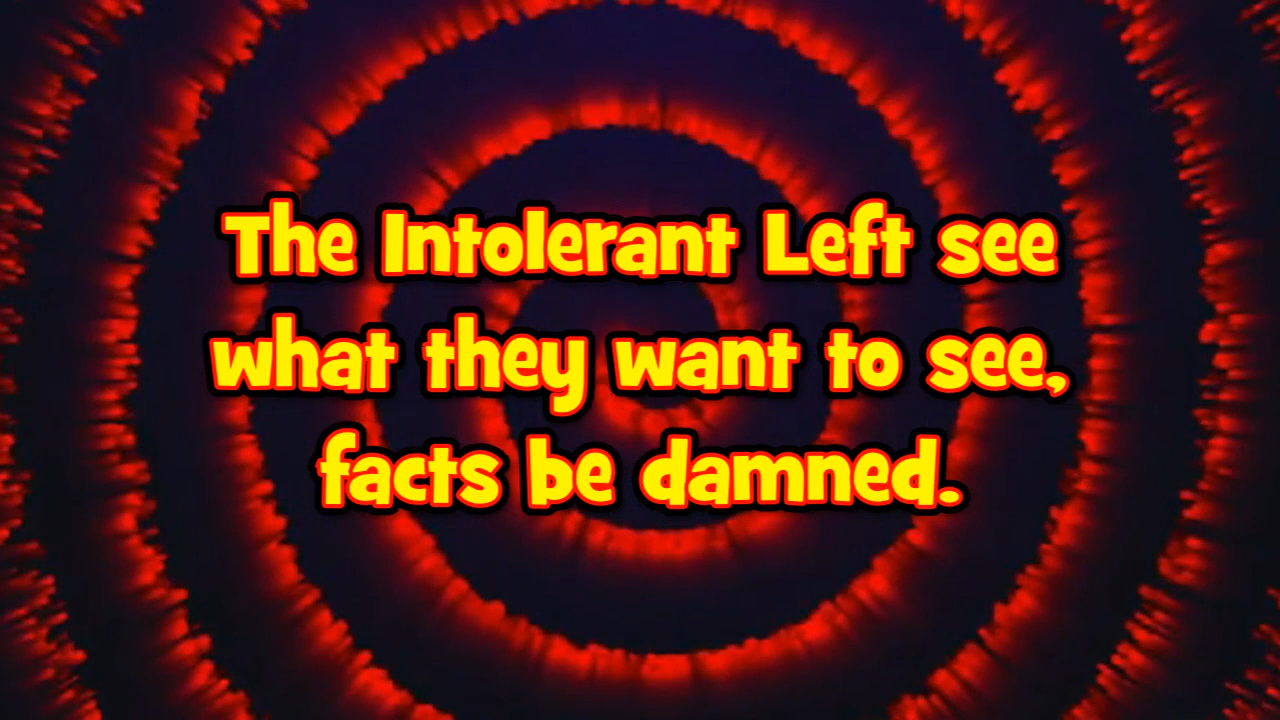 The Intolerant Left see
what they want to see,
facts be damned.